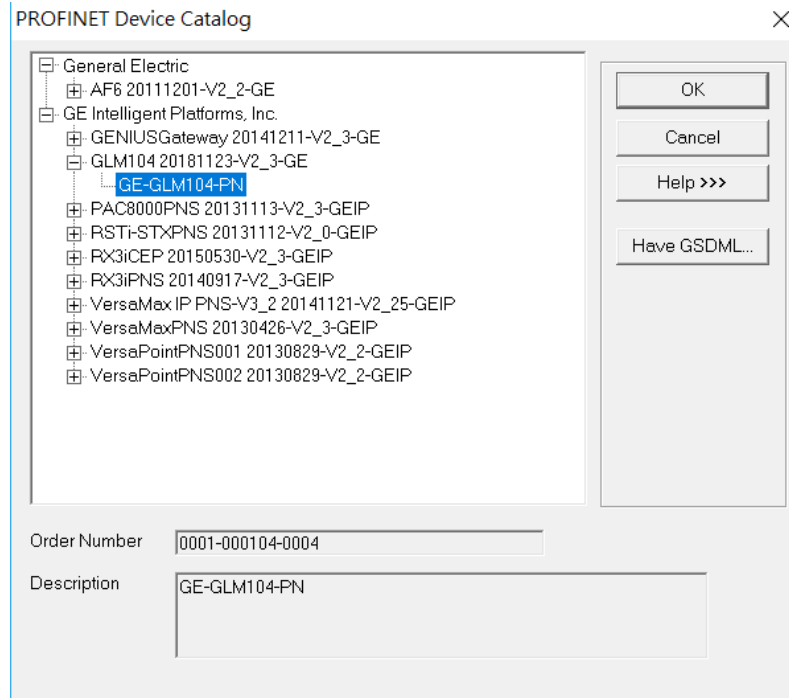 PROFINET Device Catalog
General Electric
AF6 20111201-V2_2-GE
GE Intelligent Platforms, Inc.
GENIUSGateway 20141211-V2_3-GE
GLM104 20181123-V2_3-GE
GE-GLM104-PN
PAC8000PNS 20131113-V2_3-GEIP
RSTi-STXPNS 20131112-V2_0-GEIP
RX3iCEP 20150530-V2_3-GEIP
RX3iPNS 20140917-V2_3-GEIP
VersaMax IP PNS-V3_2 20141121-V2_25-GEIP
VersaMaxPNS 20130426-V2_3-GEIP
VersaPointPNS001 20130829-V2_2-GEIP
VersaPointPNS002 20130829-V2_2-GEIP
OK
Cancel
Help >>>
Have GSDML...
Order Number
0001-000104-0004
Description
GE-GLM104-PN